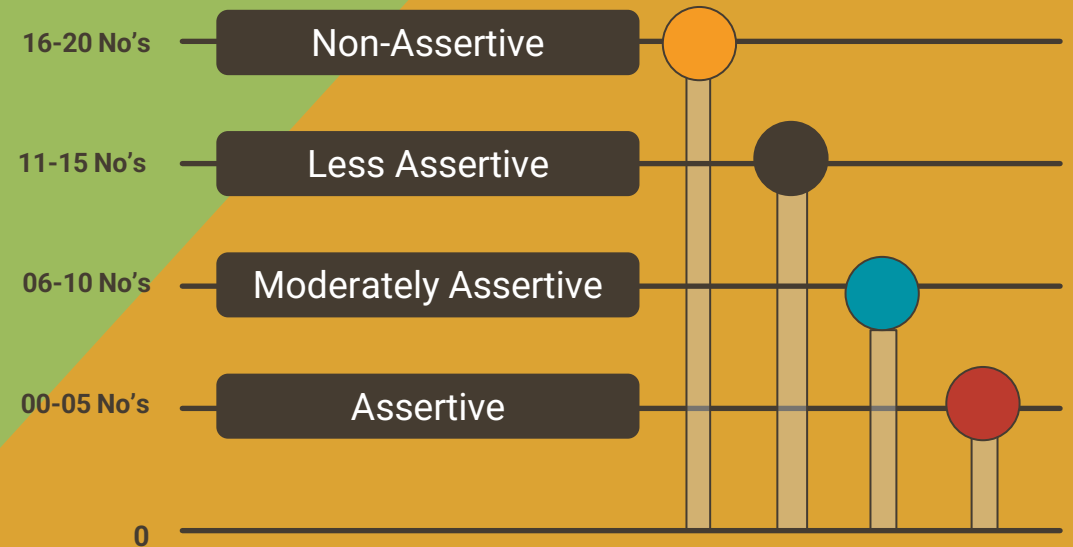 16-20 No's Non-Assertive
11-15 No's Less Assertive
06-10 No's Moderately Assertive
00-05 No's Assertive
0